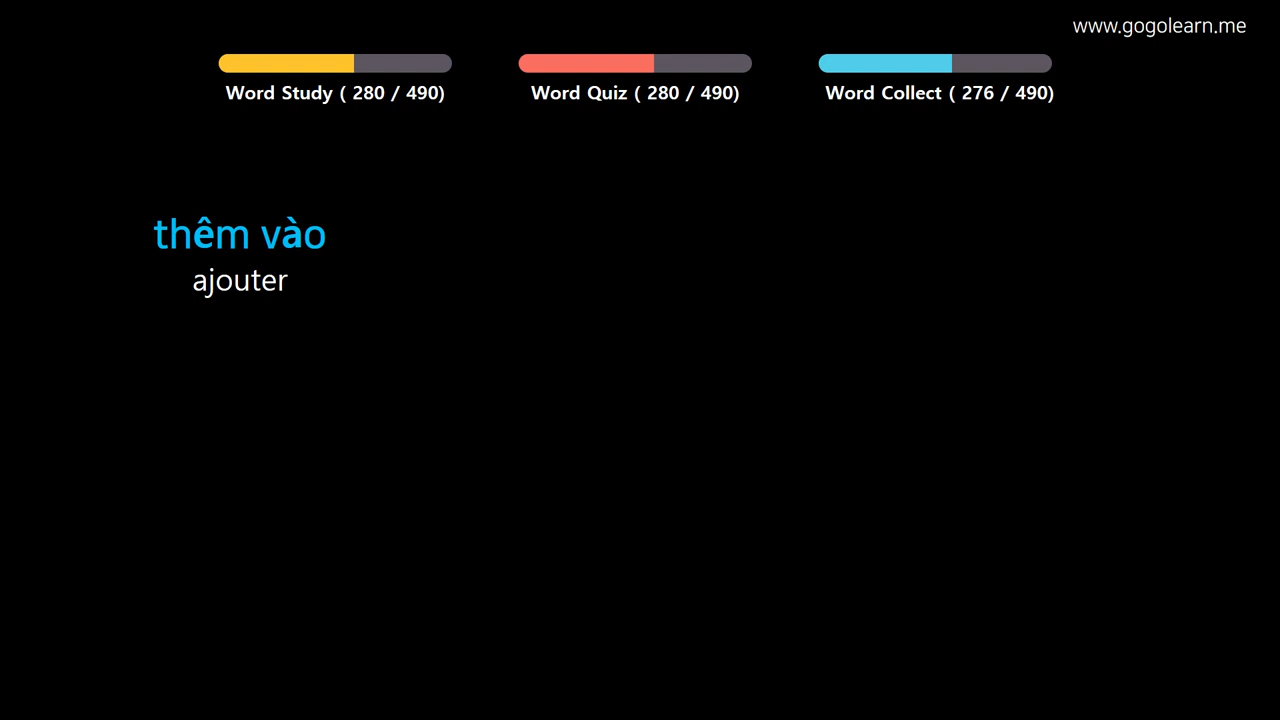 www.gogolearn.me
Word Study ( 280 / 490)
Word Quiz ( 280 / 490)
Word Collect ( 276 / 490)
thêm vào
ajouter